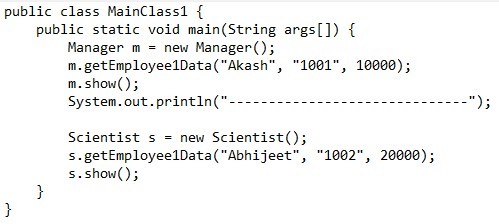 public class MainClass1 {
    public static void main(String args[]) {
        Manager m = new Manager();
        m.getEmployee1Data("Akash", "1001", 10000);
        m.show();
        System.out.println("------------------------------");

        Scientist s = new Scientist();
        s.getEmployee1Data("Abhijeet", "1002", 20000);
        s.show();
    }
}